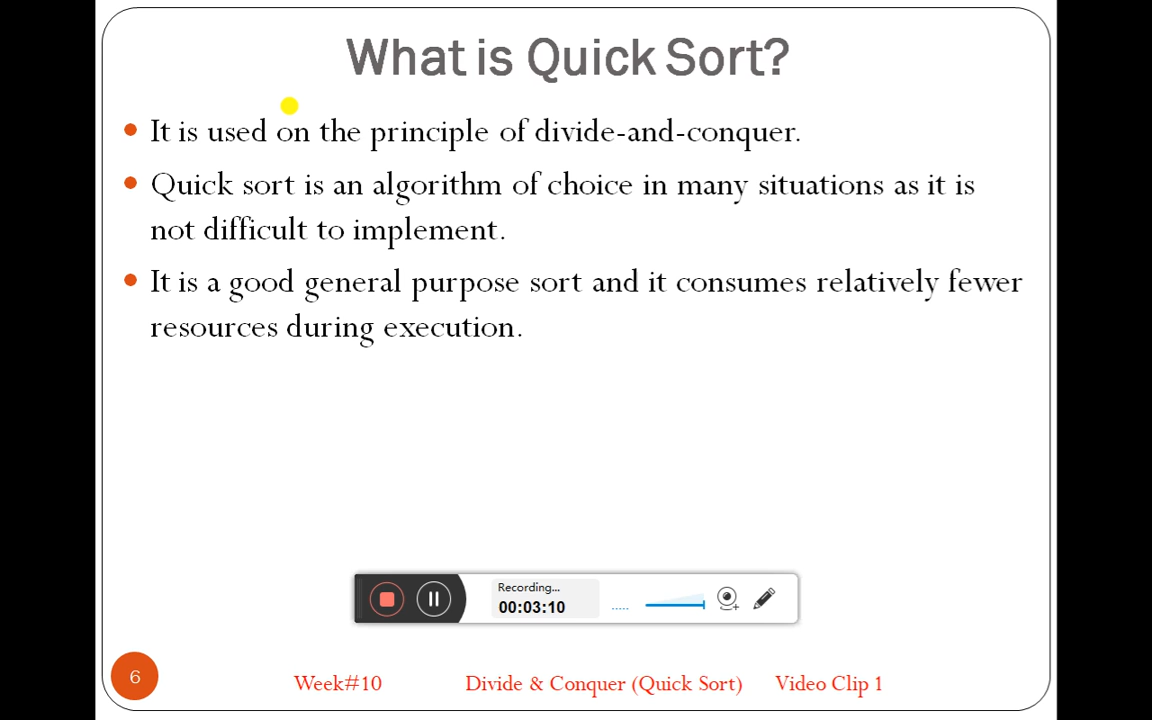 What is Quick Sort?
It is used on the principle of divide-and-conquer.
Quick sort is an algorithm of choice in many situations as it is
not difficult to implement.
It is a good general purpose sort and it consumes relatively fewer
resources during execution.
Recording...
00:03:10
6
Week#10
Divide & Conquer (Quick Sort)
Video Clip 1